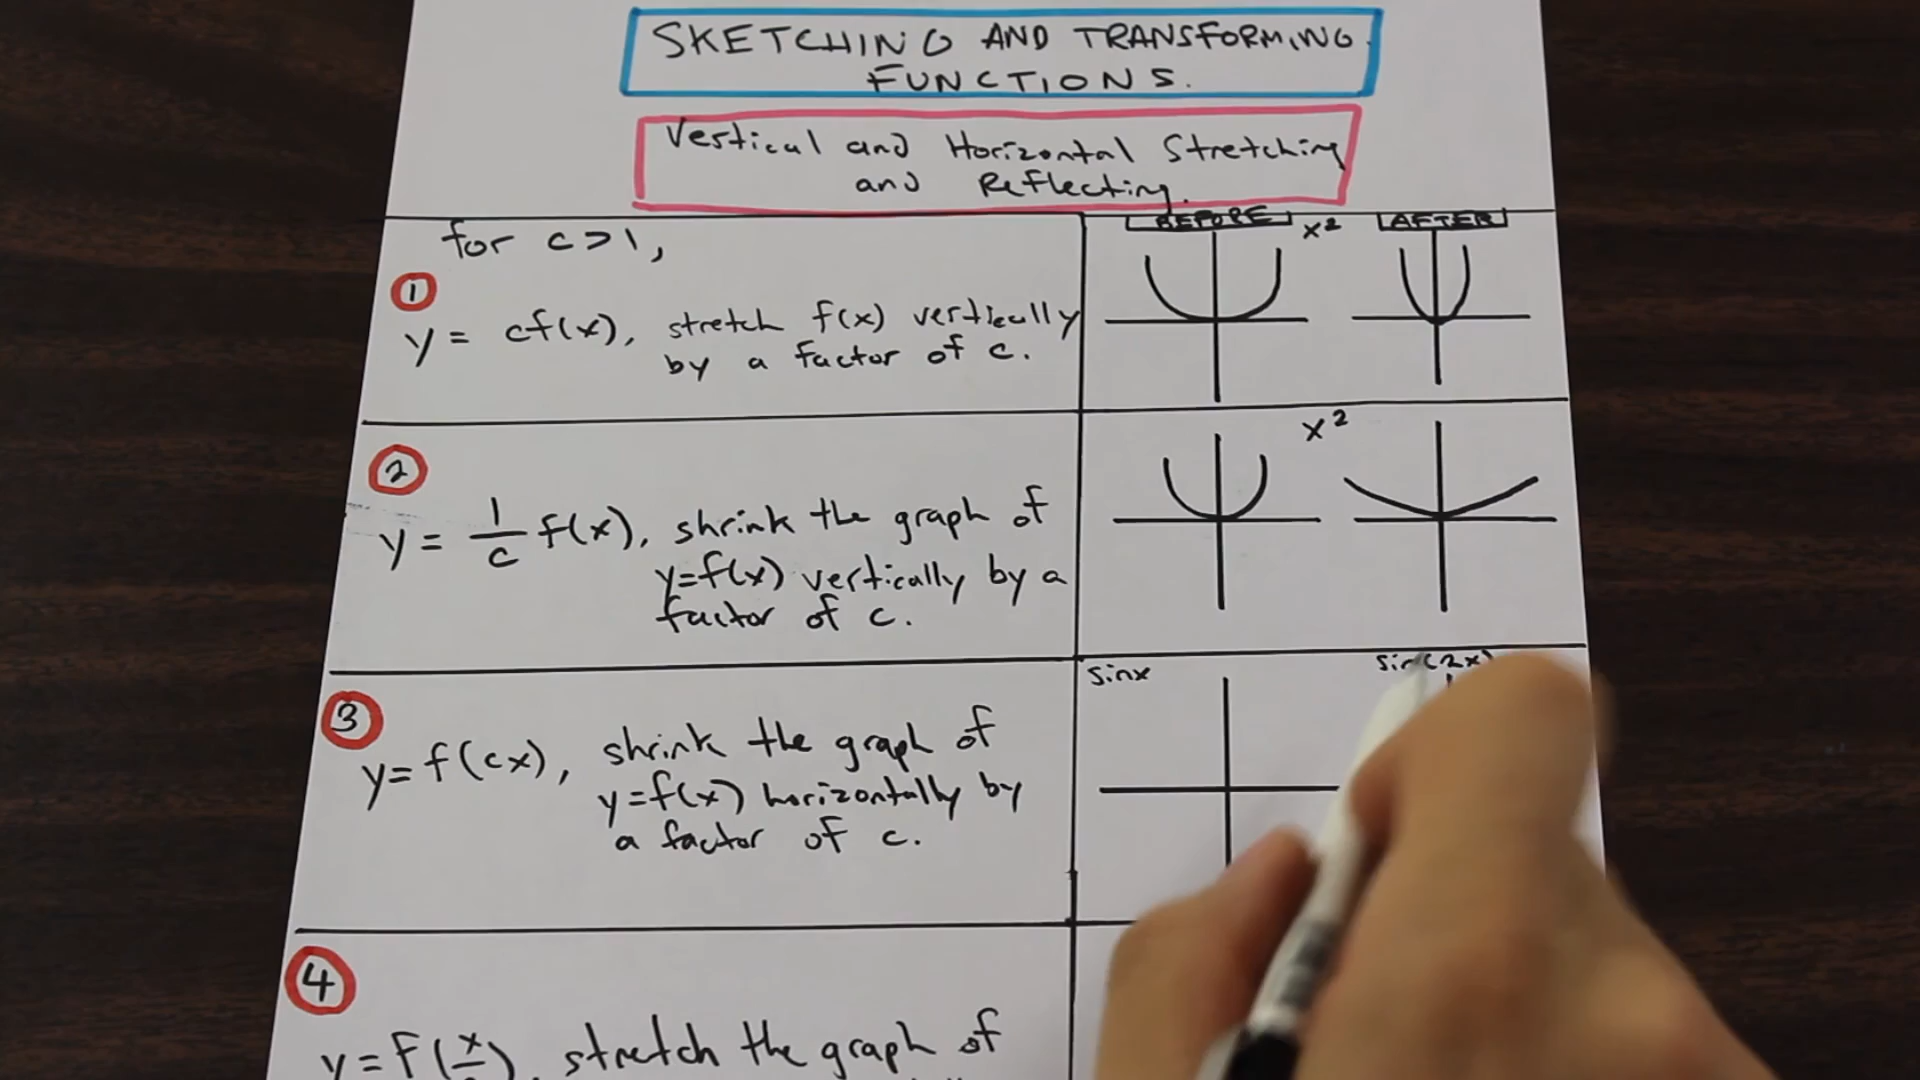 SKETCHING AND TRANSFORMING
FUNCTIONS.
Vertical and Horizontal Stretching
and Reflecting.
for c>1,
BEFORE
x²
AFTER
1
y = cf(x), stretch f(x) vertically
by a factor of c.
2
x²
y = 1/c f(x), shrink the graph of
y=f(x) vertically by a
factor of c.
3
sinx
sin(2x)
y=f(cx), shrink the graph of
y=f(x) horizontally by
a factor of c.
4
stretch the graph of